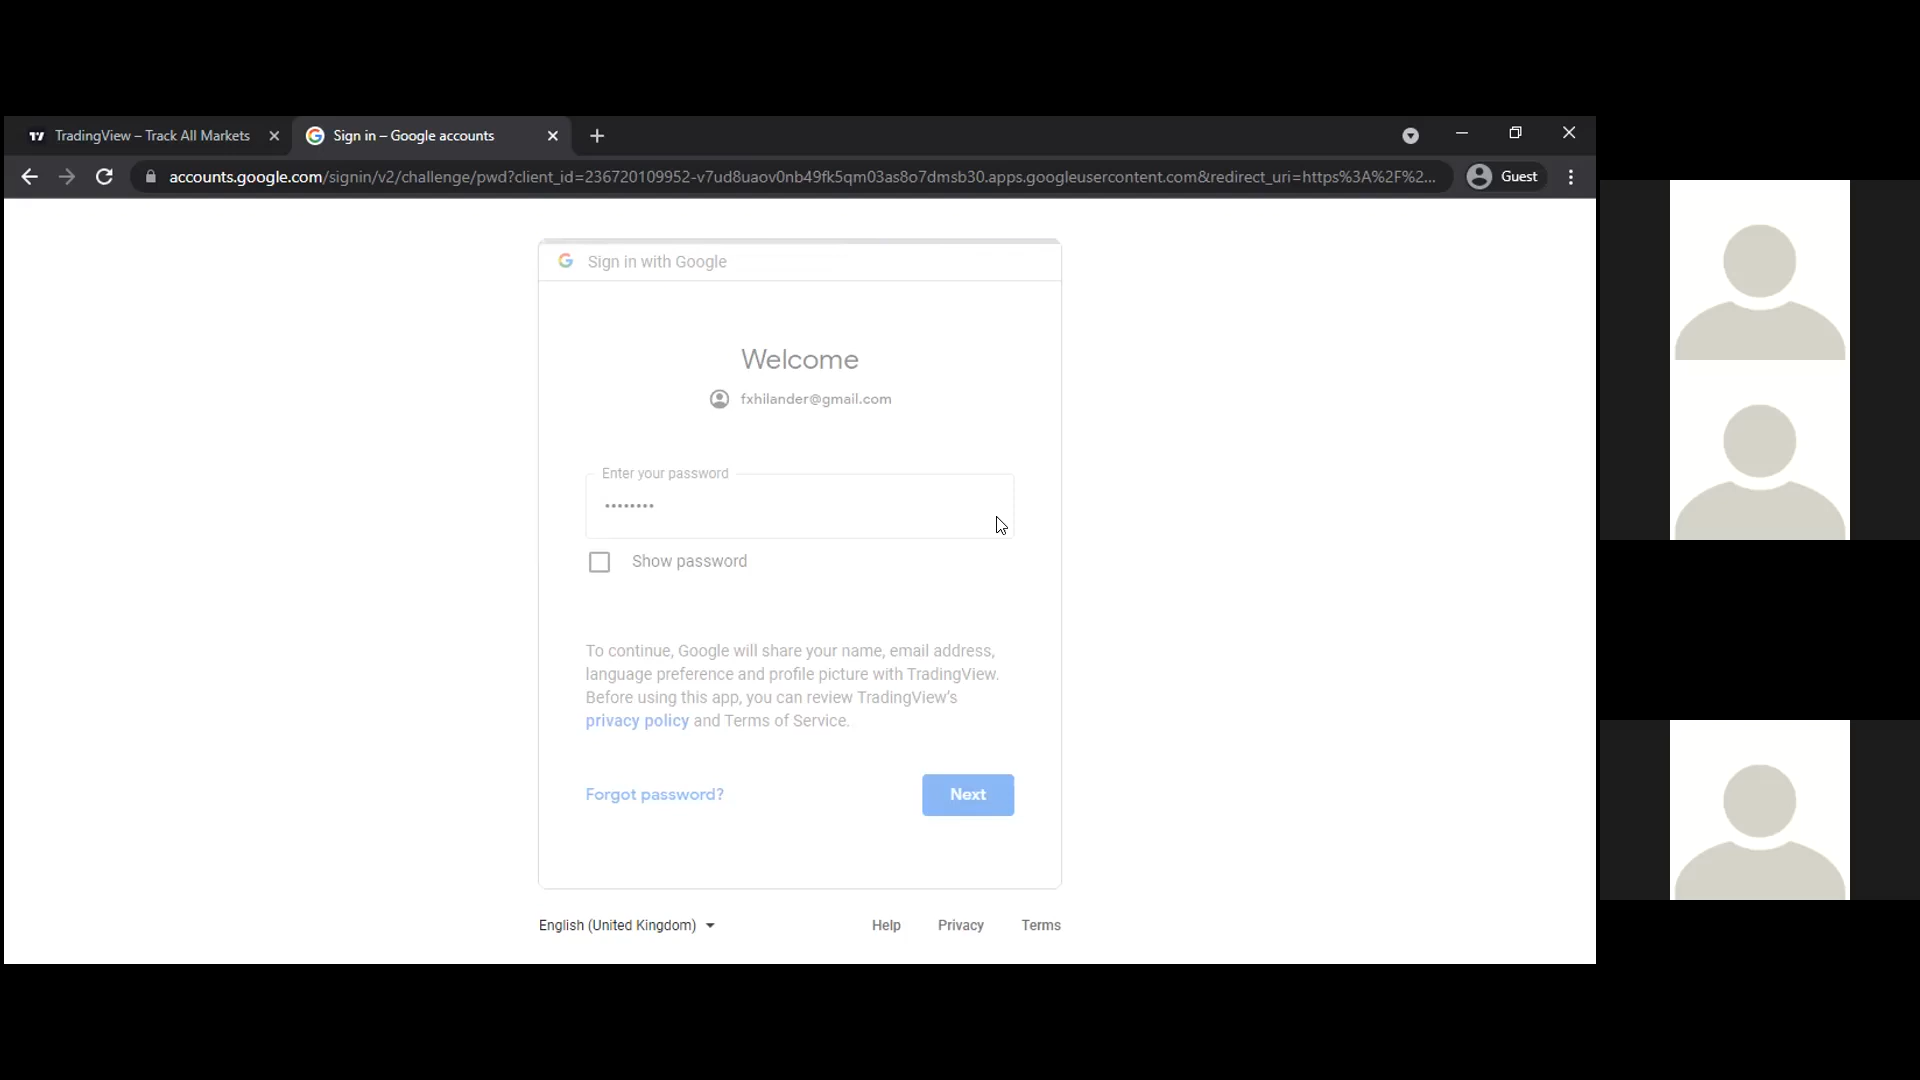 TradingView – Track All Markets
Sign in – Google accounts
accounts.google.com/signin/v2/challenge/pwd?client_id=236720109952-v7ud8uaov0nb49fk5qm03as8o7dmsb30.apps.googleusercontent.com&redirect_uri=https%3A%2F%2...
Guest
Sign in with Google
Welcome
fxhilander@gmail.com
Enter your password
••••••••
Show password
To continue, Google will share your name, email address,
language preference and profile picture with TradingView.
Before using this app, you can review TradingView’s
privacy policy and Terms of Service.
Forgot password?
Next
English (United Kingdom)
Help
Privacy
Terms